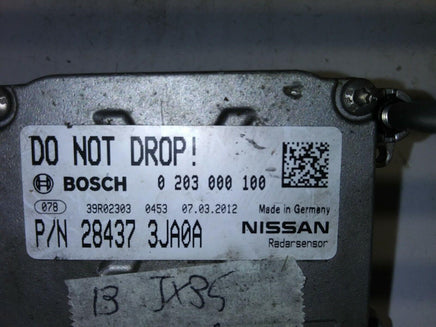 DO NOT DROP!
BOSCH 0 203 000 100
078 39R02303 0453 07.03.2012 Made in Germany
P/N 28437 3JA0A NISSAN
Radarsensor
13 JX35